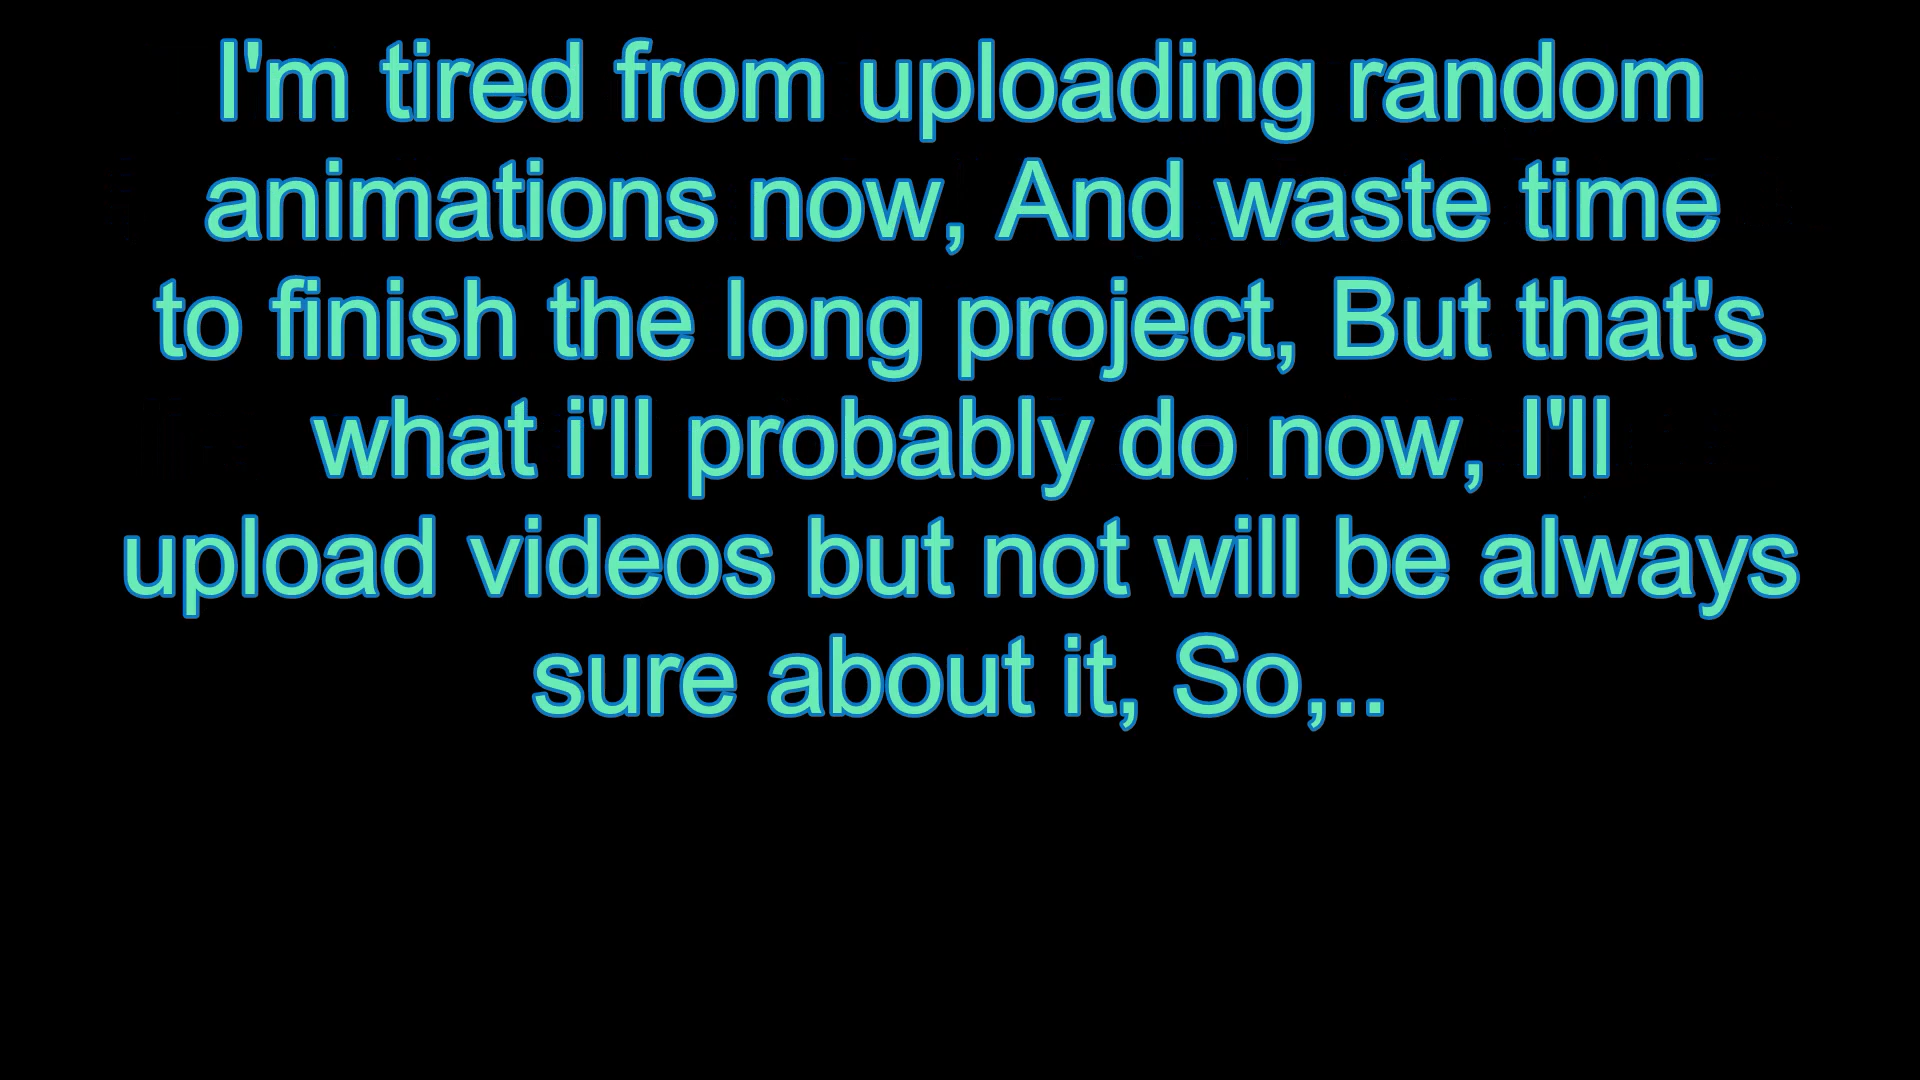 I'm tired from uploading random
animations now, And waste time
to finish the long project, But that's
what i'll probably do now, I'll
upload videos but not will be always
sure about it, So,..